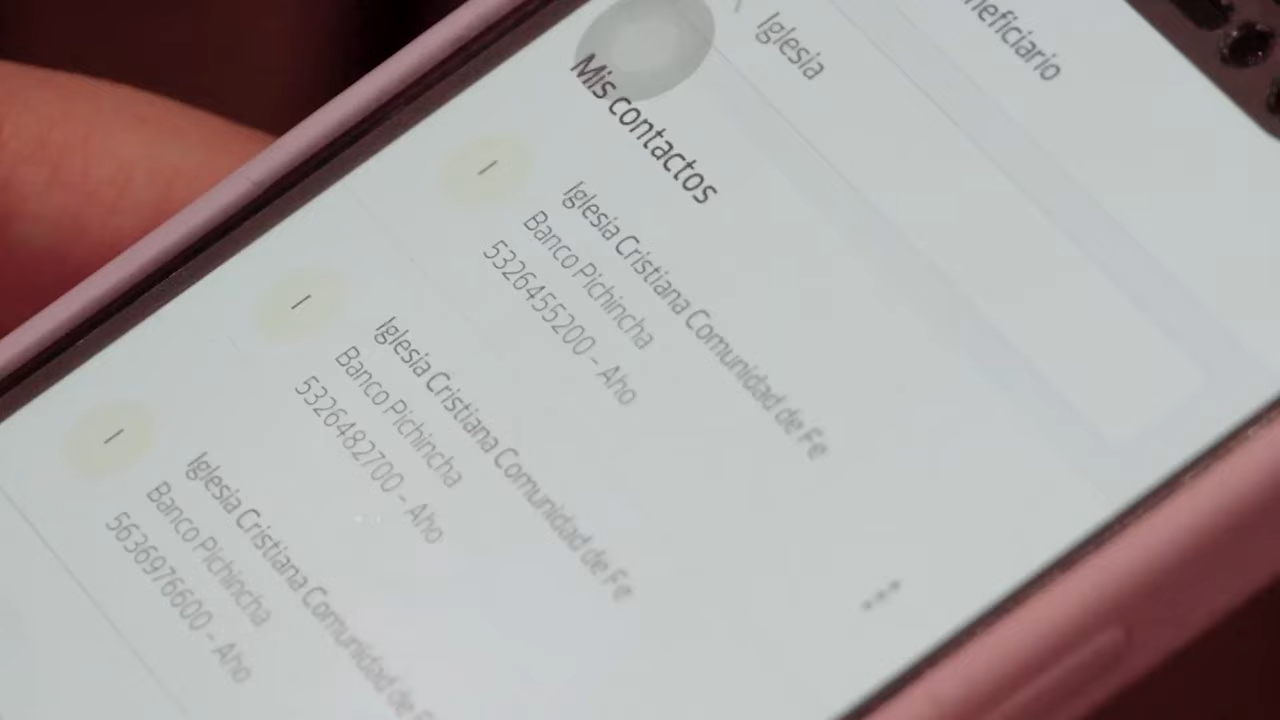 Iglesia
Mis contactos
I
Iglesia Cristiana Comunidad de Fe
Banco Pichincha
5326455200 - Aho
I
Iglesia Cristiana Comunidad de Fe
Banco Pichincha
5326482700 - Aho
I
Iglesia Cristiana Comunidad de F
Banco Pichincha
5636976600 - Aho